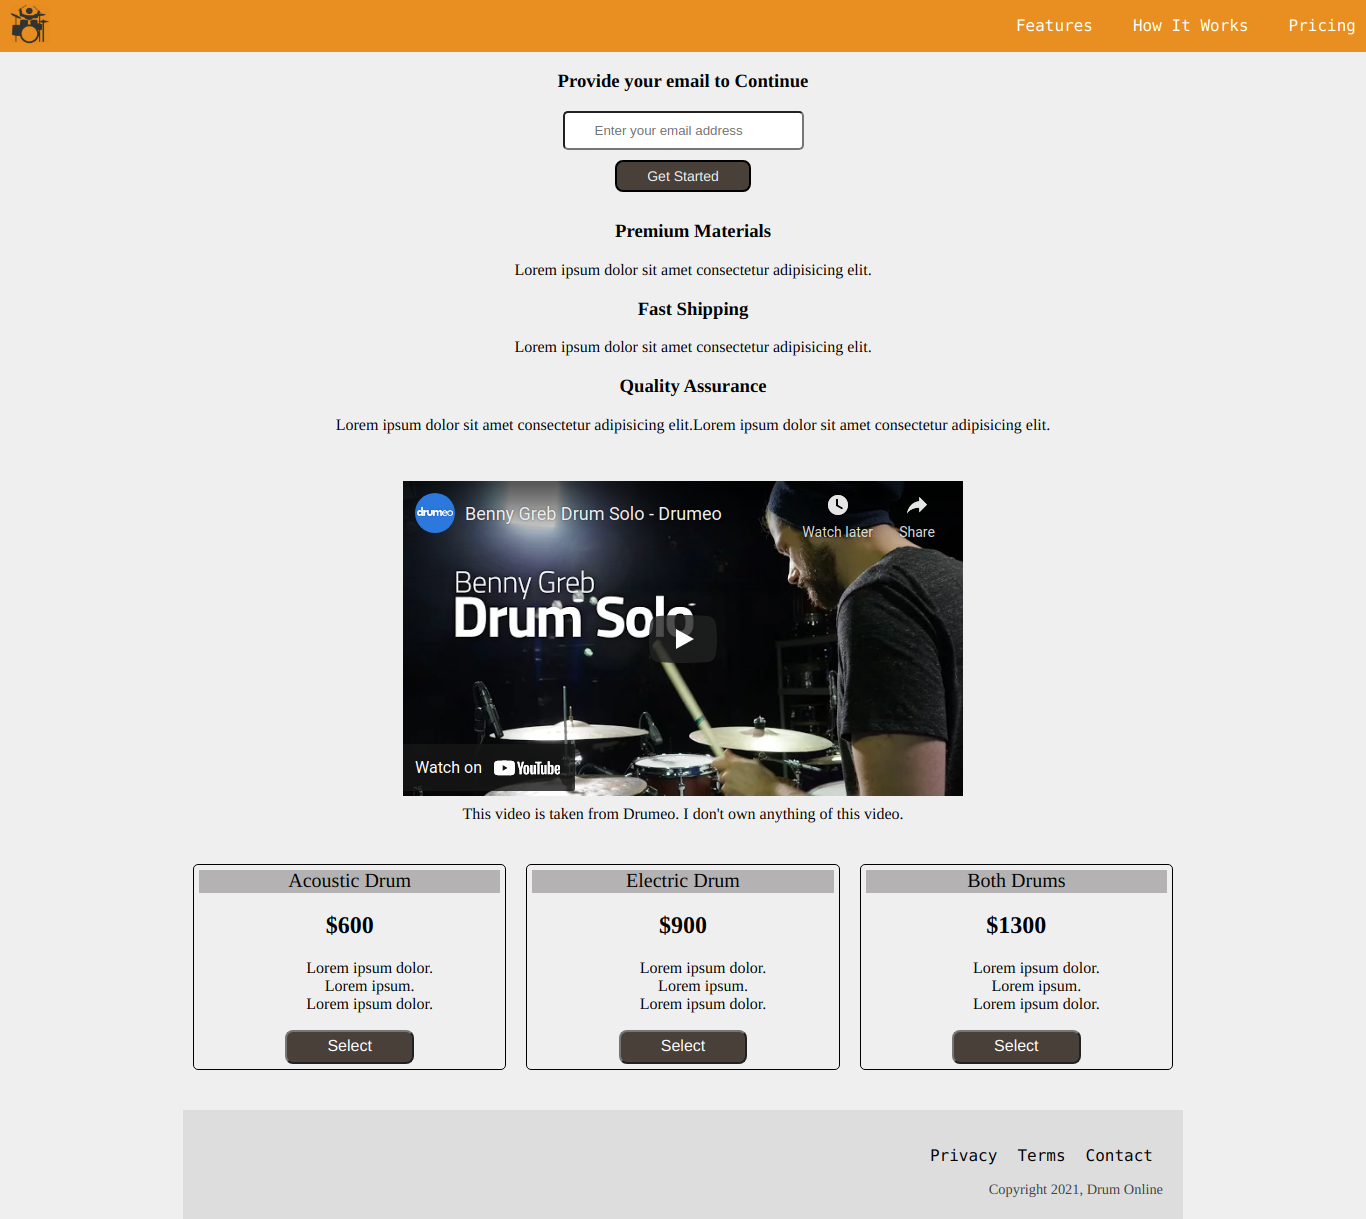 Features How It Works Pricing
Provide your email to Continue
Enter your email address
Get Started
Premium Materials
Lorem ipsum dolor sit amet consectetur adipisicing elit.
Fast Shipping
Lorem ipsum dolor sit amet consectetur adipisicing elit.
Quality Assurance
Lorem ipsum dolor sit amet consectetur adipisicing elit.Lorem ipsum dolor sit amet consectetur adipisicing elit.
drumeo Benny Greb Drum Solo - Drumeo
Watch later Share
Benny Greb
Drum Solo
Watch on YouTube
This video is taken from Drumeo. I don't own anything of this video.
Acoustic Drum
$600
Lorem ipsum dolor.
Lorem ipsum.
Lorem ipsum dolor.
Select
Electric Drum
$900
Lorem ipsum dolor.
Lorem ipsum.
Lorem ipsum dolor.
Select
Both Drums
$1300
Lorem ipsum dolor.
Lorem ipsum.
Lorem ipsum dolor.
Select
Privacy Terms Contact
Copyright 2021, Drum Online